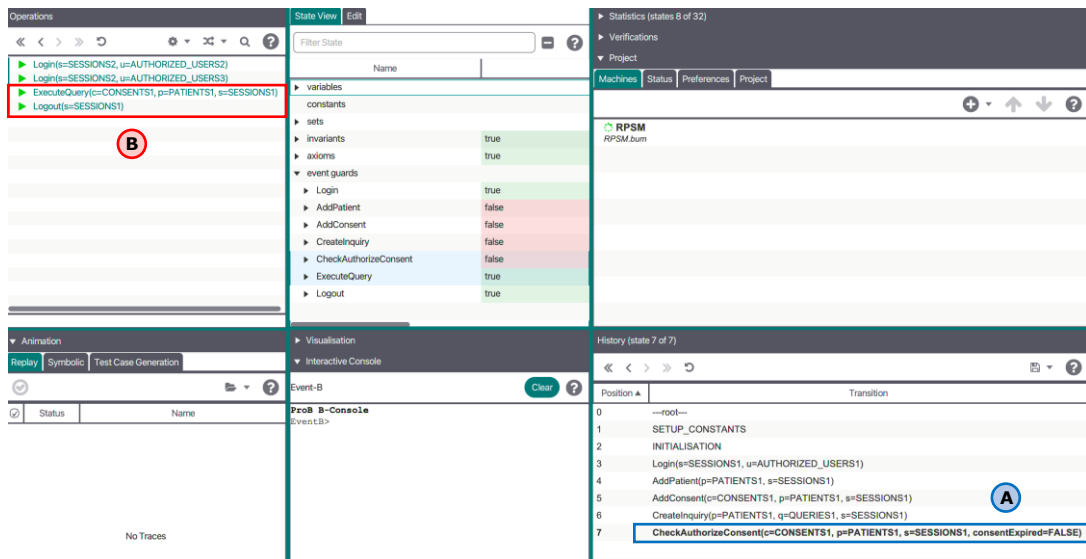 Operations
Login(s=SESSIONS2, u=AUTHORIZED_USERS2)
Login(s=SESSIONS2, u=AUTHORIZED_USERS3)
ExecuteQuery(c=CONSENTS1, p=PATIENTS1, s=SESSIONS1)
Logout(s=SESSIONS1)
B
State View Edit
Filter State
Name
variables
constants
sets
invariants true
axioms true
event guards
Login true
AddPatient false
AddConsent false
CreateInquiry false
CheckAuthorizeConsent false
ExecuteQuery true
Logout true
Statistics (states 8 of 32)
Verifications
Project
Machines Status Preferences Project
RPSM
RPSM.bum
Animation
Replay Symbolic Test Case Generation
Status Name
No Traces
Visualisation
Interactive Console
Event-B Clear
ProB B-Console
EventB>
History (state 7 of 7)
Position Transition
0 ---root---
1 SETUP_CONSTANTS
2 INITIALISATION
3 Login(s=SESSIONS1, u=AUTHORIZED_USERS1)
4 AddPatient(p=PATIENTS1, s=SESSIONS1)
5 AddConsent(c=CONSENTS1, p=PATIENTS1, s=SESSIONS1)
6 CreateInquiry(p=PATIENTS1, q=QUERIES1, s=SESSIONS1)
7 CheckAuthorizeConsent(c=CONSENTS1, p=PATIENTS1, s=SESSIONS1, consentExpired=FALSE)
A